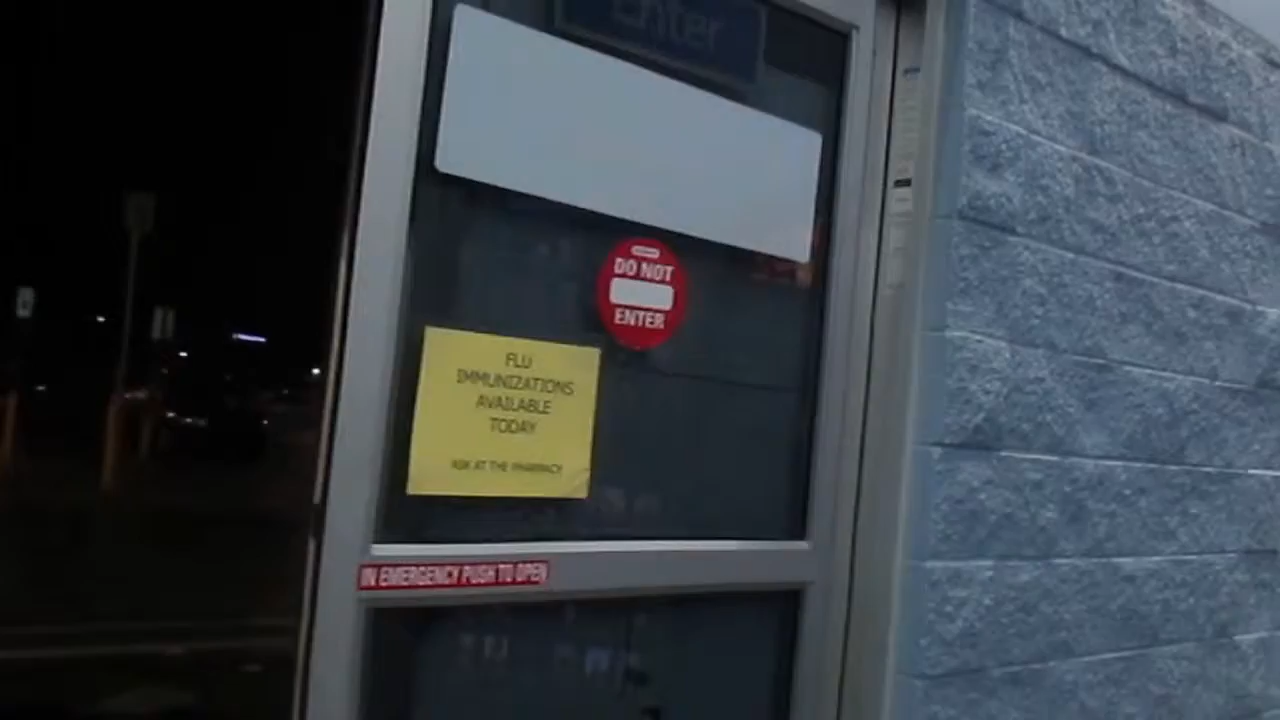 Enter
DO NOT
ENTER
FLU
IMMUNIZATIONS
AVAILABLE
TODAY
ASK AT THE PHARMACY
IN EMERGENCY PUSH TO OPEN